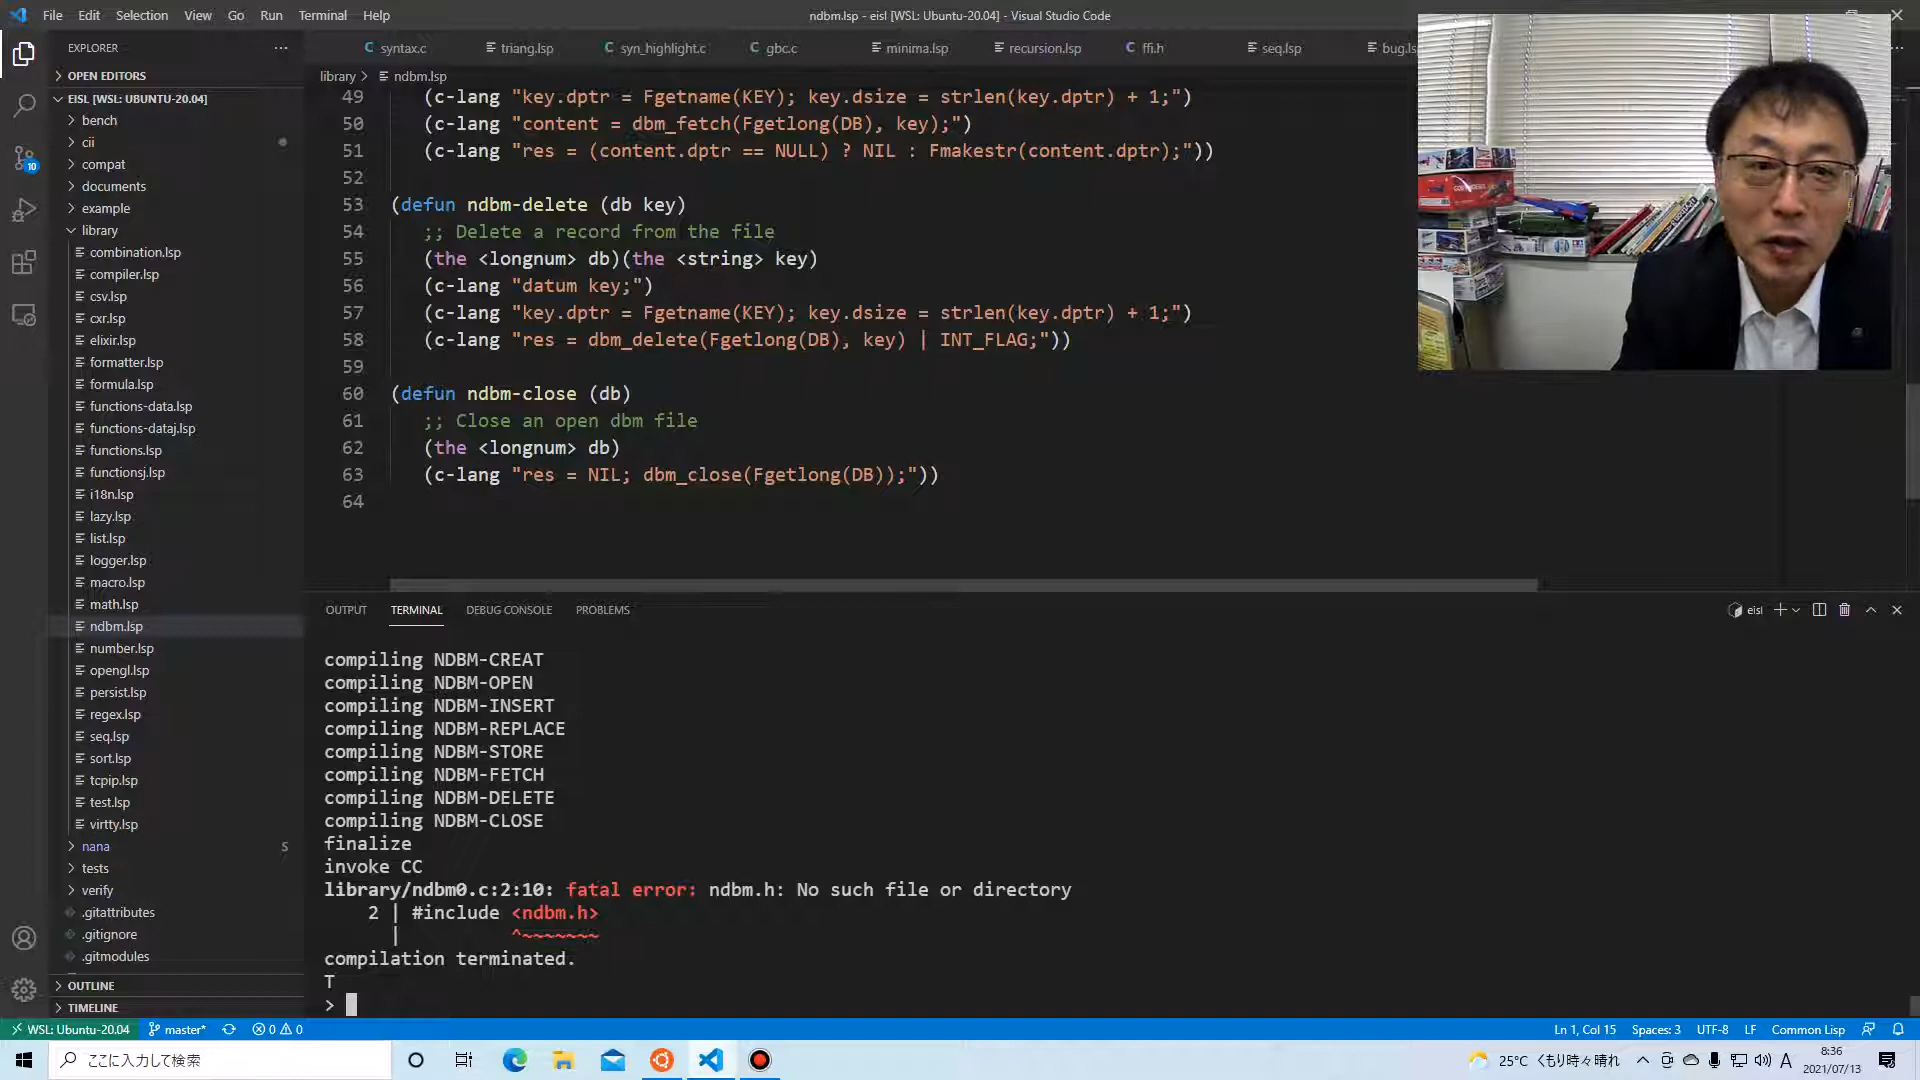 File Edit Selection View Go Run Terminal Help
ndbm.lsp - eisl [WSL: Ubuntu-20.04] - Visual Studio Code
EXPLORER
OPEN EDITORS
EISL [WSL: UBUNTU-20.04]
bench
cii
compat
documents
example
library
combination.lsp
compiler.lsp
csv.lsp
cxr.lsp
elixir.lsp
formatter.lsp
formula.lsp
functions-data.lsp
functions-dataj.lsp
functions.lsp
functionsj.lsp
i18n.lsp
lazy.lsp
list.lsp
logger.lsp
macro.lsp
math.lsp
ndbm.lsp
number.lsp
opengl.lsp
persist.lsp
regex.lsp
seq.lsp
sort.lsp
tcpip.lsp
test.lsp
virtty.lsp
nana S
tests
verify
.gitattributes
.gitignore
.gitmodules
OUTLINE
TIMELINE
10
C syntax.c triang.lsp C syn_highlight.c C gbc.c minima.lsp recursion.lsp C ffi.h seq.lsp bug.ls
library > ndbm.lsp
49 (c-lang "key.dptr = Fgetname(KEY); key.dsize = strlen(key.dptr) + 1;")
50 (c-lang "content = dbm_fetch(Fgetlong(DB), key);")
51 (c-lang "res = (content.dptr == NULL) ? NIL : Fmakestr(content.dptr);"))
52
53 (defun ndbm-delete (db key)
54 ;; Delete a record from the file
55 (the <longnum> db)(the <string> key)
56 (c-lang "datum key;")
57 (c-lang "key.dptr = Fgetname(KEY); key.dsize = strlen(key.dptr) + 1;")
58 (c-lang "res = dbm_delete(Fgetlong(DB), key) | INT_FLAG;"))
59
60 (defun ndbm-close (db)
61 ;; Close an open dbm file
62 (the <longnum> db)
63 (c-lang "res = NIL; dbm_close(Fgetlong(DB));"))
64
OUTPUT TERMINAL DEBUG CONSOLE PROBLEMS
eisl
compiling NDBM-CREAT
compiling NDBM-OPEN
compiling NDBM-INSERT
compiling NDBM-REPLACE
compiling NDBM-STORE
compiling NDBM-FETCH
compiling NDBM-DELETE
compiling NDBM-CLOSE
finalize
invoke CC
library/ndbm0.c:2:10: fatal error: ndbm.h: No such file or directory
2 | #include <ndbm.h>
| ^~~~~~~~
compilation terminated.
T
>
WSL: Ubuntu-20.04 master* 0 0
Ln 1, Col 15 Spaces: 3 UTF-8 LF Common Lisp
ここに入力して検索
25°C くもり時々晴れ A 8:36
2021/07/13